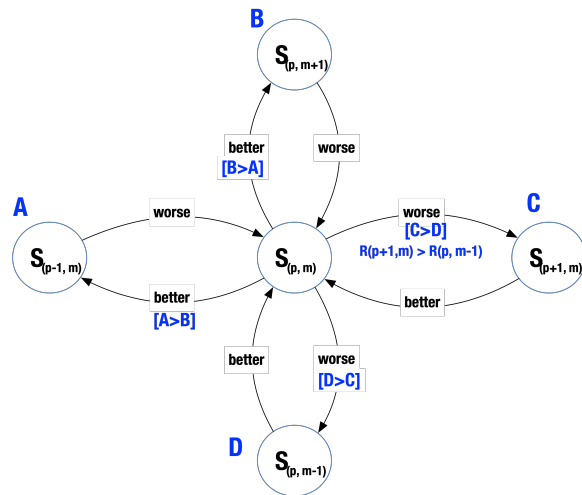 B
S(p, m+1)
better
[B>A]
worse
A
worse
C
worse
[C>D]
R(p+1,m) > R(p, m-1)
S(p-1, m)
S(p, m)
S(p+1, m)
better
[A>B]
better
better
worse
[D>C]
D
S(p, m-1)